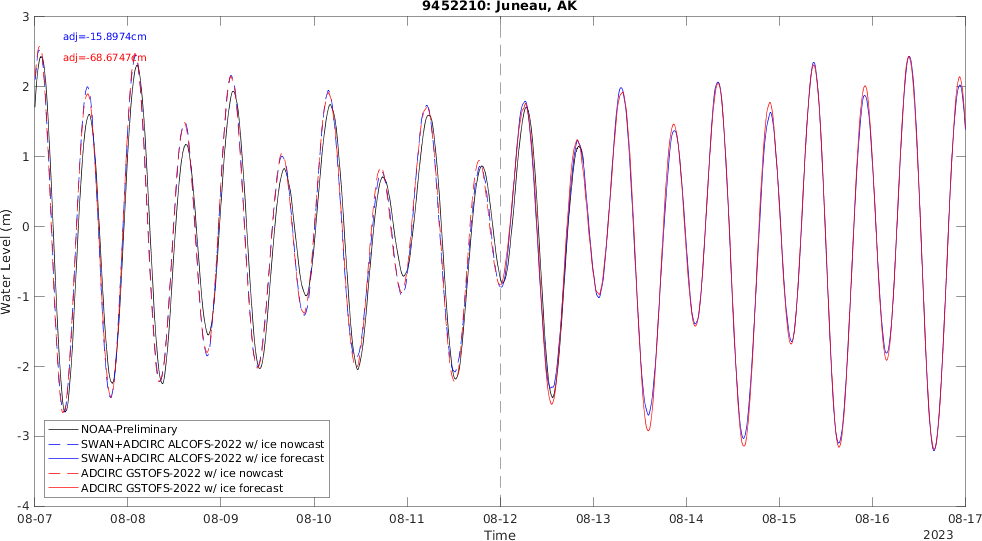 9452210: Juneau, AK
adj=-15.8974cm
adj=-68.6747cm
3
2
1
0
-1
-2
-3
-4
Water Level (m)
NOAA-Preliminary
SWAN+ADCIRC ALCOFS-2022 w/ ice nowcast
SWAN+ADCIRC ALCOFS-2022 w/ ice forecast
ADCIRC GSTOFS-2022 w/ ice nowcast
ADCIRC GSTOFS-2022 w/ ice forecast
08-07 08-08 08-09 08-10 08-11 08-12 08-13 08-14 08-15 08-16 08-17
Time
2023